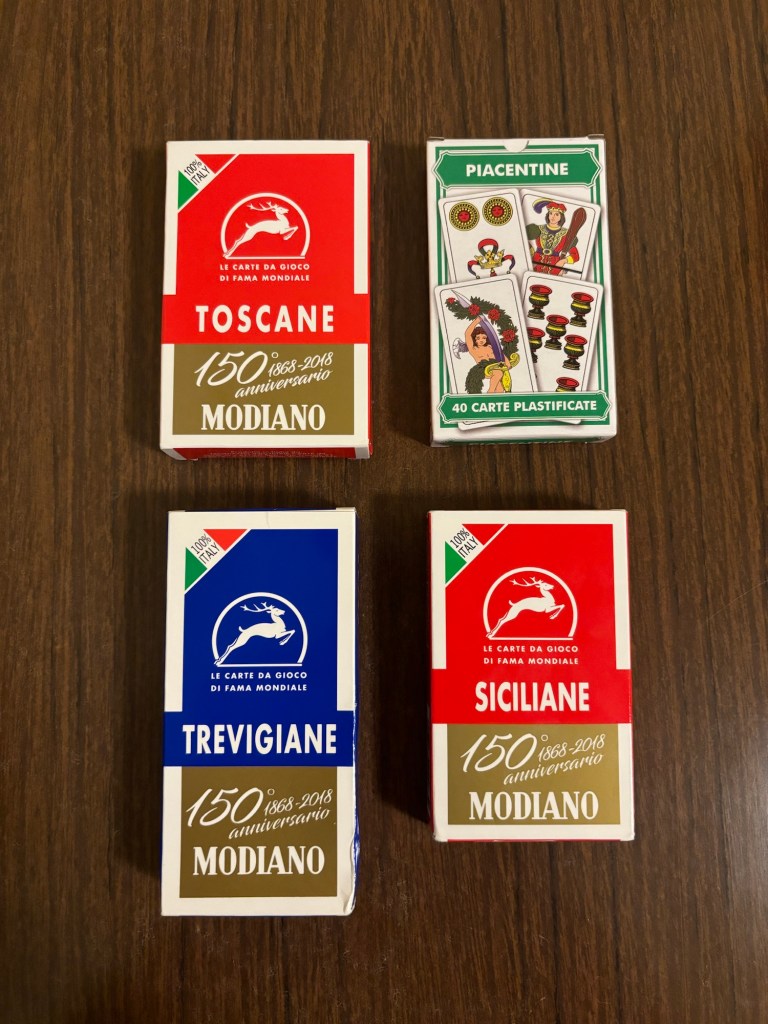 100%
ITALY
LE CARTE DA GIOCO
DI FAMA MONDIALE
TOSCANE
150° 1868-2018
anniversario
MODIANO
PIACENTINE
40 CARTE PLASTIFICATE
100%
ITALY
LE CARTE DA GIOCO
DI FAMA MONDIALE
TREVIGIANE
150° 1868-2018
anniversario
MODIANO
100%
ITALY
LE CARTE DA GIOCO
DI FAMA MONDIALE
SICILIANE
150° 1868-2018
anniversario
MODIANO